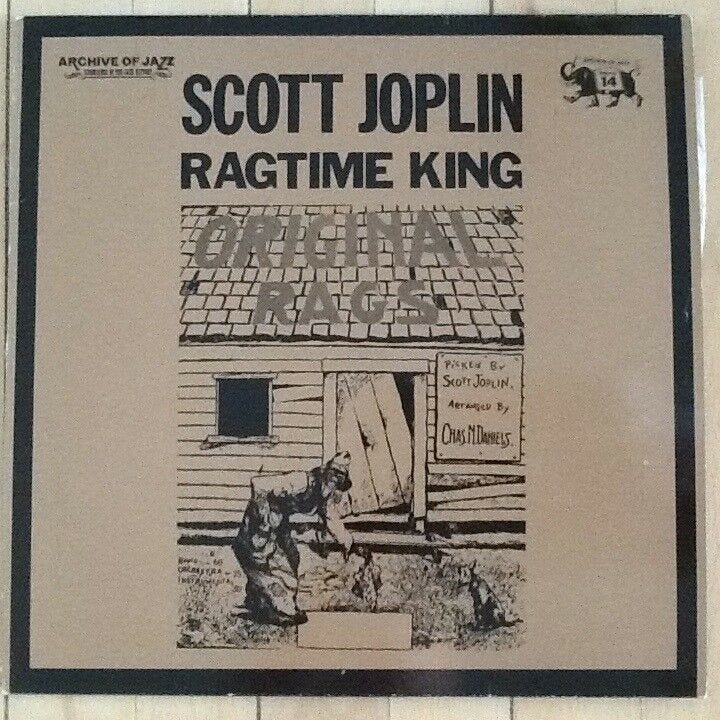 ARCHIVE OF JAZZ
14
SCOTT JOPLIN
RAGTIME KING
ORIGINAL
RAGS
PICKED BY
SCOTT JOPLIN.
ARRANGED BY
CHAS. N. DANIELS.